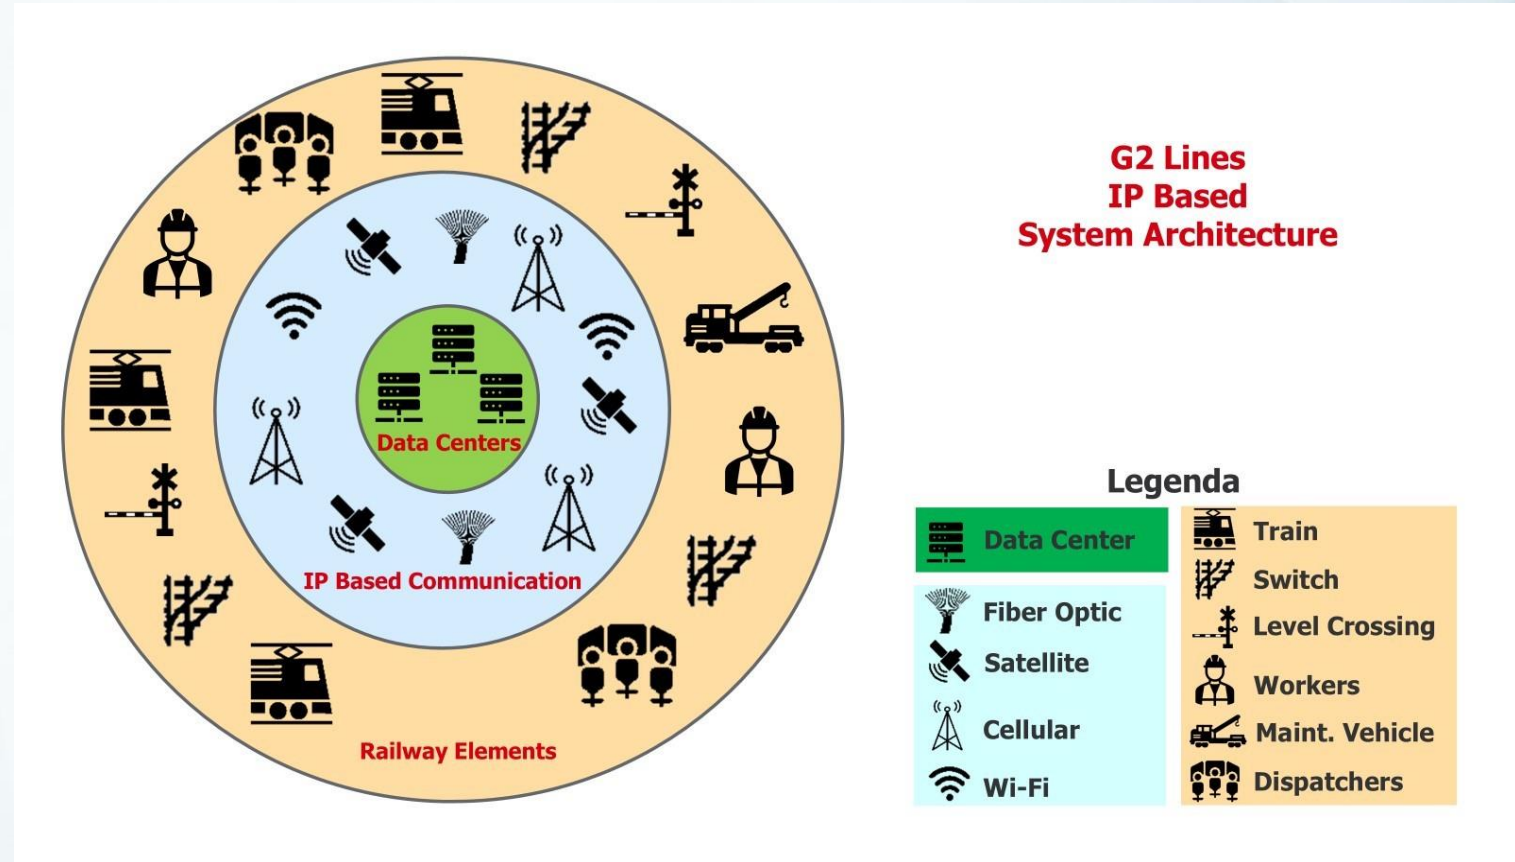 G2 Lines
IP Based
System Architecture
Data Centers
IP Based Communication
Railway Elements
Legenda
Data Center
Fiber Optic
Satellite
Cellular
Wi-Fi
Train
Switch
Level Crossing
Workers
Maint. Vehicle
Dispatchers